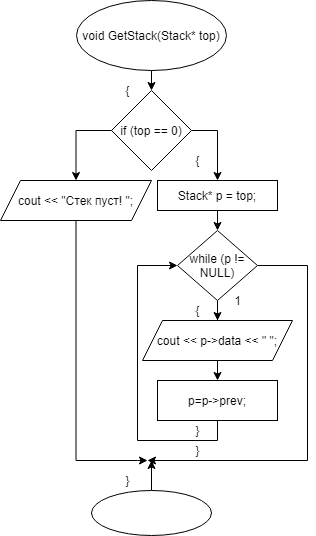 void GetStack(Stack* top)
{
if (top == 0)
{
cout << "Стек пуст! ";
Stack* p = top;
while (p !=
NULL)
1
{
cout << p->data << " ";
p=p->prev;
}
}
}